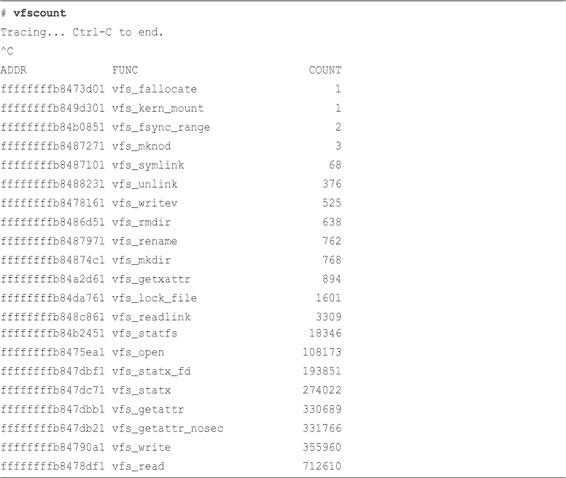 # vfscount
Tracing... Ctrl-C to end.
^C
ADDR FUNC COUNT
ffffffffb8473d01 vfs_fallocate 1
ffffffffb849d301 vfs_kern_mount 1
ffffffffb84b0851 vfs_fsync_range 2
ffffffffb8487271 vfs_mknod 3
ffffffffb8487101 vfs_symlink 68
ffffffffb8488231 vfs_unlink 376
ffffffffb8478161 vfs_writev 525
ffffffffb8486d51 vfs_rmdir 638
ffffffffb8487971 vfs_rename 762
ffffffffb84874c1 vfs_mkdir 768
ffffffffb84a2d61 vfs_getxattr 894
ffffffffb84da761 vfs_lock_file 1601
ffffffffb848c861 vfs_readlink 3309
ffffffffb84b2451 vfs_statfs 18346
ffffffffb8475ea1 vfs_open 108173
ffffffffb847dbf1 vfs_statx_fd 193851
ffffffffb847dc71 vfs_statx 274022
ffffffffb847dbb1 vfs_getattr 330689
ffffffffb847db21 vfs_getattr_nosec 331766
ffffffffb84790a1 vfs_write 355960
ffffffffb8478df1 vfs_read 712610